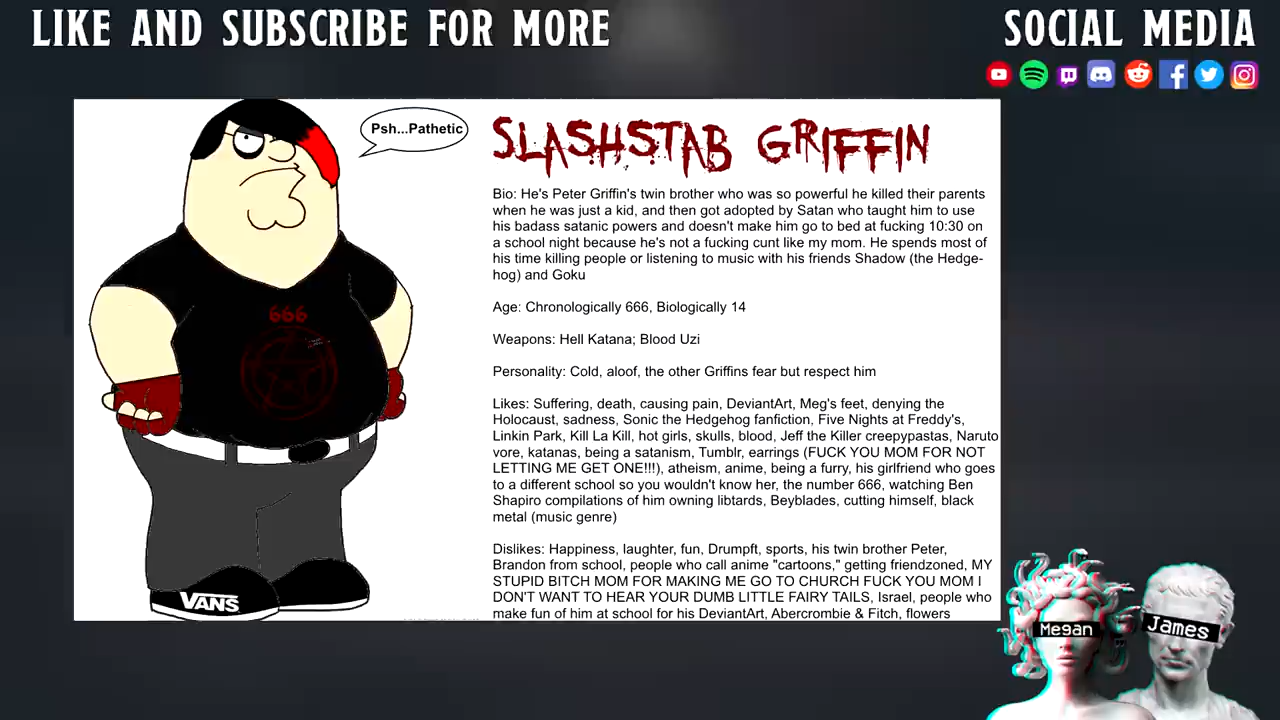 LIKE AND SUBSCRIBE FOR MORE
SOCIAL MEDIA
Psh...Pathetic
SLASHSTAB GRIFFIN
Bio: He's Peter Griffin's twin brother who was so powerful he killed their parents
when he was just a kid, and then got adopted by Satan who taught him to use
his badass satanic powers and doesn't make him go to bed at fucking 10:30 on
a school night because he's not a fucking cunt like my mom. He spends most of
his time killing people or listening to music with his friends Shadow (the Hedge-
hog) and Goku
Age: Chronologically 666, Biologically 14
Weapons: Hell Katana; Blood Uzi
Personality: Cold, aloof, the other Griffins fear but respect him
Likes: Suffering, death, causing pain, DeviantArt, Meg's feet, denying the
Holocaust, sadness, Sonic the Hedgehog fanfiction, Five Nights at Freddy's,
Linkin Park, Kill La Kill, hot girls, skulls, blood, Jeff the Killer creepypastas, Naruto
vore, katanas, being a satanism, Tumblr, earrings (FUCK YOU MOM FOR NOT
LETTING ME GET ONE!!!), atheism, anime, being a furry, his girlfriend who goes
to a different school so you wouldn't know her, the number 666, watching Ben
Shapiro compilations of him owning libtards, Beyblades, cutting himself, black
metal (music genre)
Dislikes: Happiness, laughter, fun, Drumpft, sports, his twin brother Peter,
Brandon from school, people who call anime "cartoons," getting friendzoned, MY
STUPID BITCH MOM FOR MAKING ME GO TO CHURCH FUCK YOU MOM I
DON'T WANT TO HEAR YOUR DUMB LITTLE FAIRY TAILS, Israel, people who
make fun of him at school for his DeviantArt, Abercrombie & Fitch, flowers
666
VANS
Megan
James